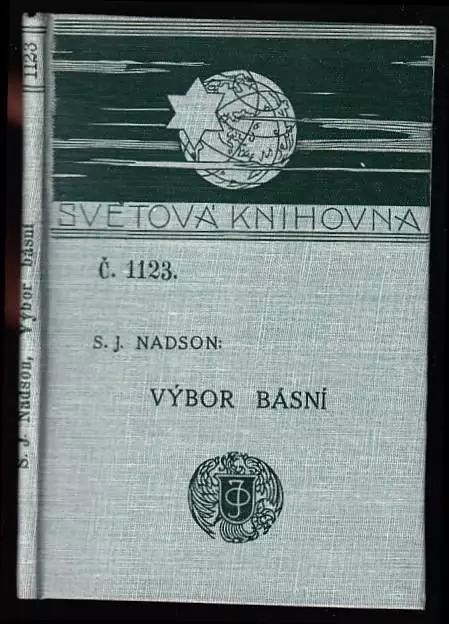 SVĚTOVÁ KNIHOVNA
Č. 1123.
S. J. NADSON:
VÝBOR BÁSNÍ
S. J. Nadson, Výbor básní
1123